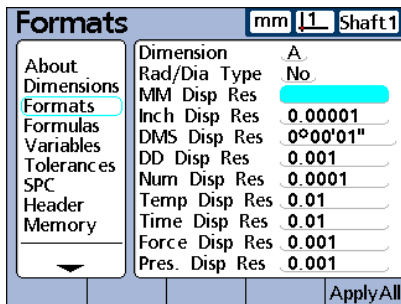 Formats mm 1 Shaft1
About
Dimensions
Formats
Formulas
Variables
Tolerances
SPC
Header
Memory
Dimension A
Rad/Dia Type No
MM Disp Res
Inch Disp Res 0.00001
DMS Disp Res 0°00'01"
DD Disp Res 0.001
Num Disp Res 0.0001
Temp Disp Res 0.01
Time Disp Res 0.01
Force Disp Res 0.001
Pres. Disp Res 0.001
ApplyAll